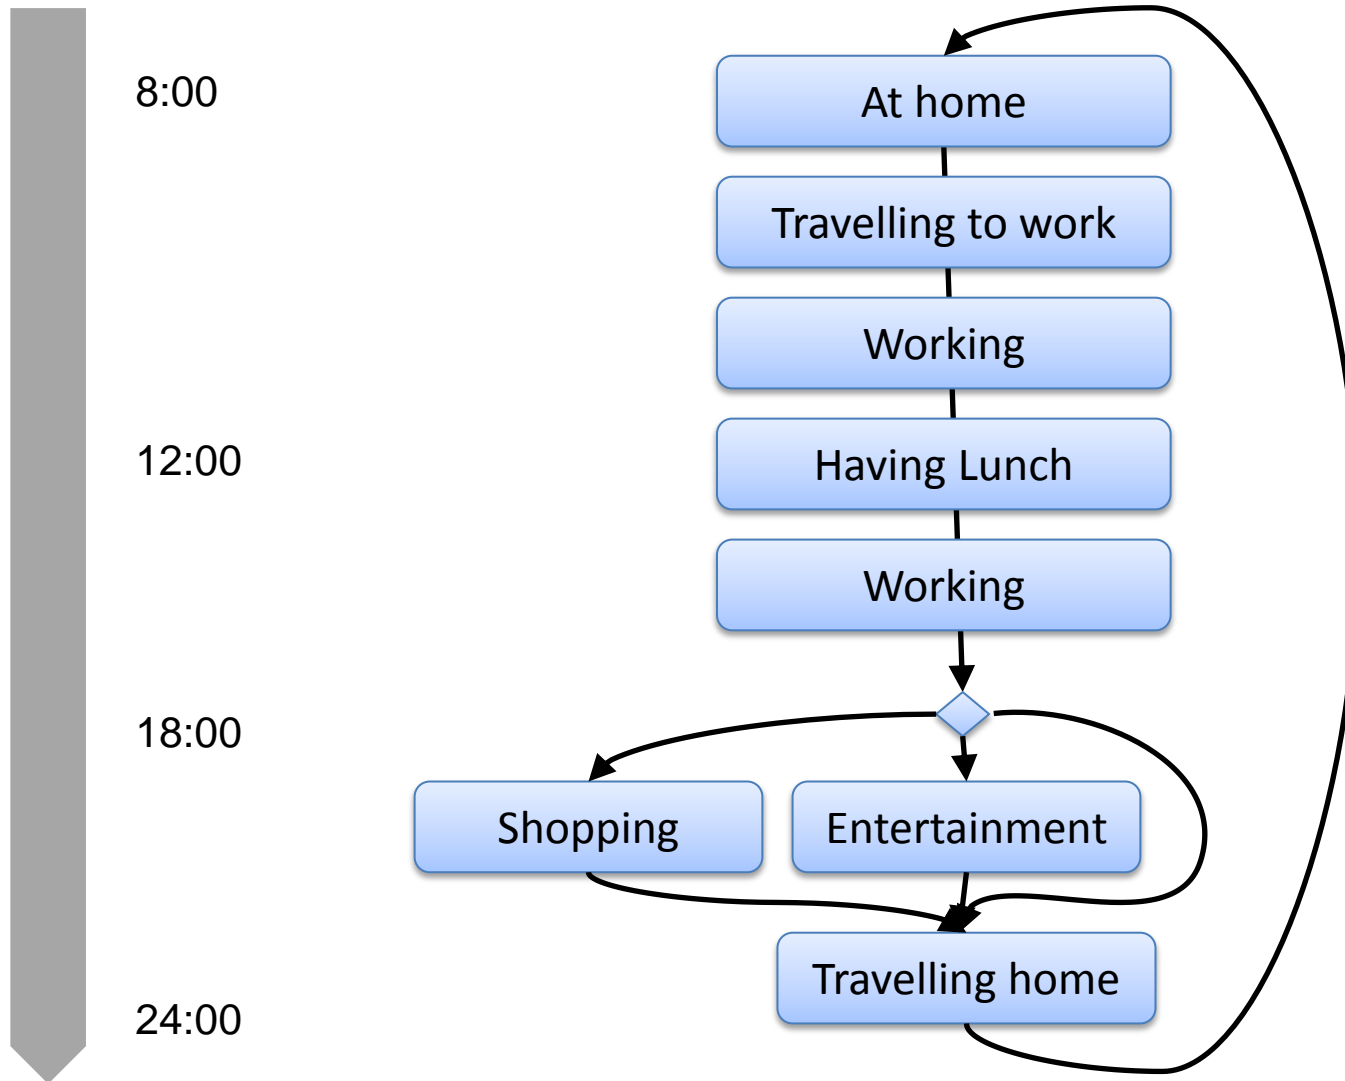 8:00
At home
Travelling to work
Working
12:00
Having Lunch
Working
18:00
Shopping
Entertainment
Travelling home
24:00